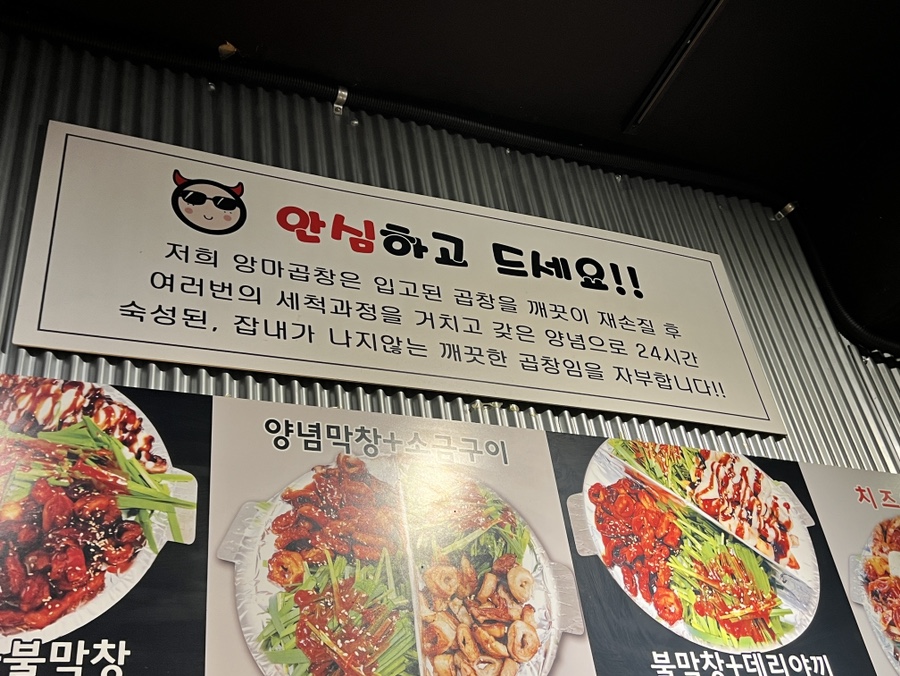 안심하고 드세요!!
저희 앙마곱창은 입고된 곱창을 깨끗이 재손질 후
여러번의 세척과정을 거치고 갖은 양념으로 24시간
숙성된, 잡내가 나지않는 깨끗한 곱창임을 자부합니다!!
양념막창+소금구이
치즈
불막창
불막창+데리야끼